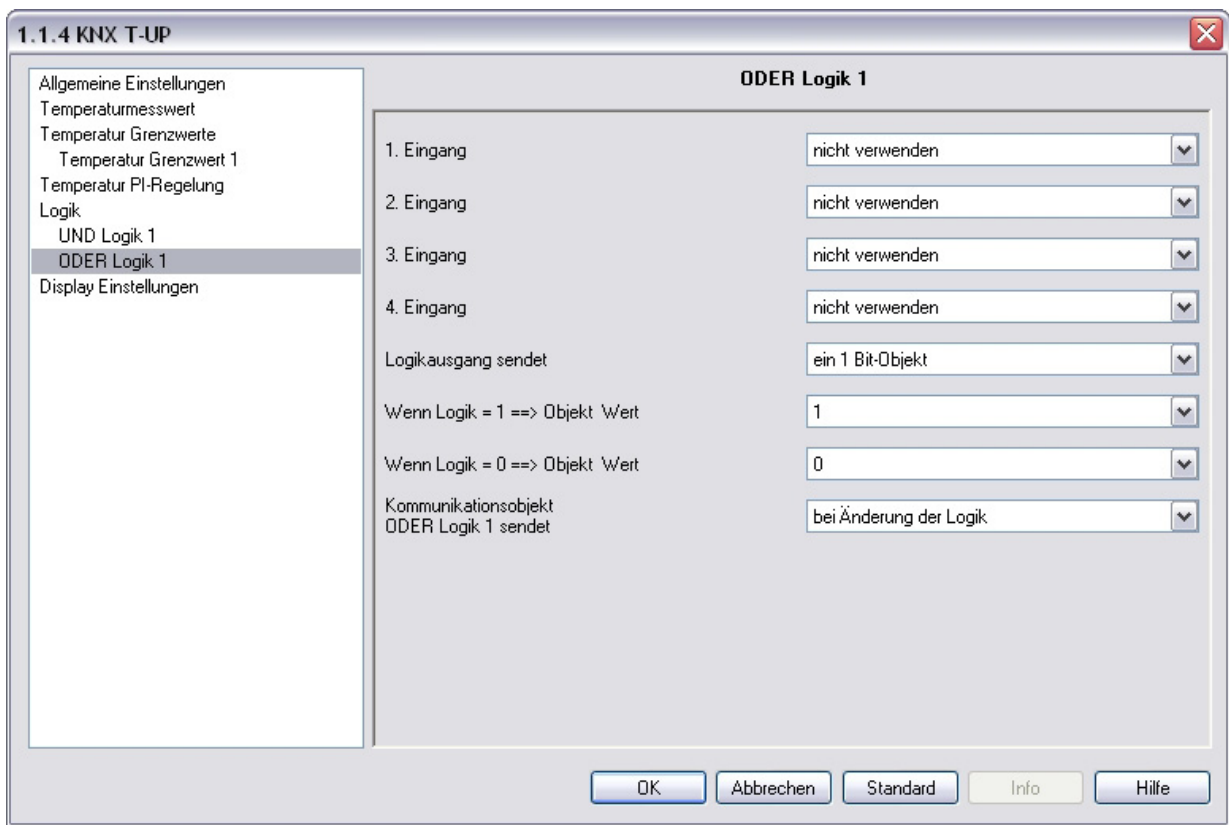 1.1.4 KNX T-UP
Allgemeine Einstellungen
Temperaturmesswert
Temperatur Grenzwerte
Temperatur Grenzwert 1
Temperatur PI-Regelung
Logik
UND Logik 1
ODER Logik 1
Display Einstellungen
ODER Logik 1
1. Eingang nicht verwenden
2. Eingang nicht verwenden
3. Eingang nicht verwenden
4. Eingang nicht verwenden
Logikausgang sendet ein 1 Bit-Objekt
Wenn Logik = 1 ==> Objekt Wert 1
Wenn Logik = 0 ==> Objekt Wert 0
Kommunikationsobjekt
ODER Logik 1 sendet bei Änderung der Logik
OK Abbrechen Standard Info Hilfe